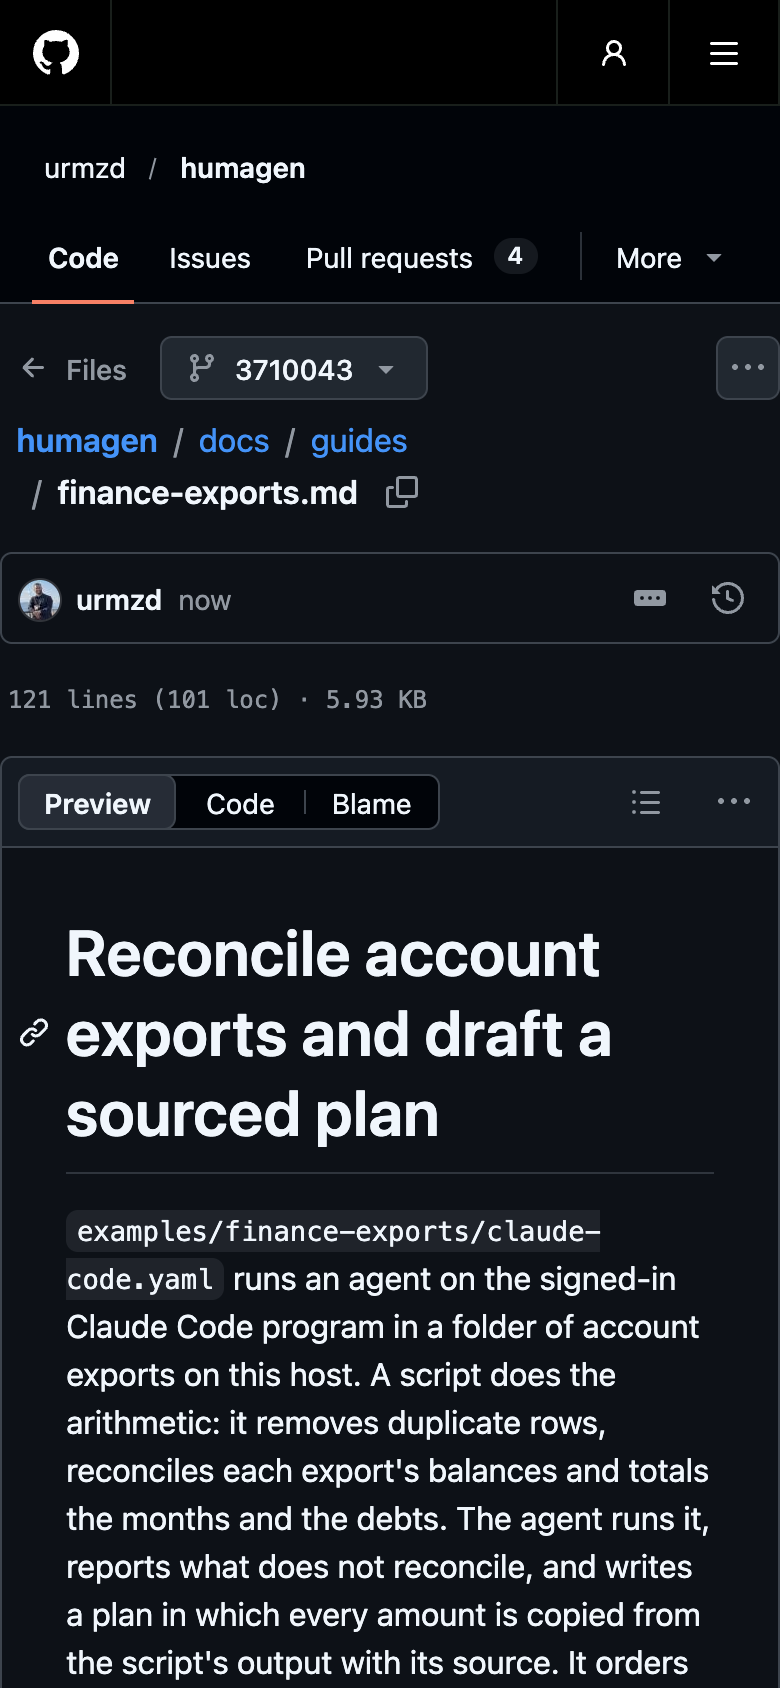 urmzd / humagen
Code Issues Pull requests 4 More
Files 3710043
humagen / docs / guides
/ finance-exports.md
urmzd now
121 lines (101 loc) · 5.93 KB
Preview Code Blame
Reconcile account
exports and draft a
sourced plan
examples/finance-exports/claude-
code.yaml runs an agent on the signed-in
Claude Code program in a folder of account
exports on this host. A script does the
arithmetic: it removes duplicate rows,
reconciles each export's balances and totals
the months and the debts. The agent runs it,
reports what does not reconcile, and writes
a plan in which every amount is copied from
the script's output with its source. It orders